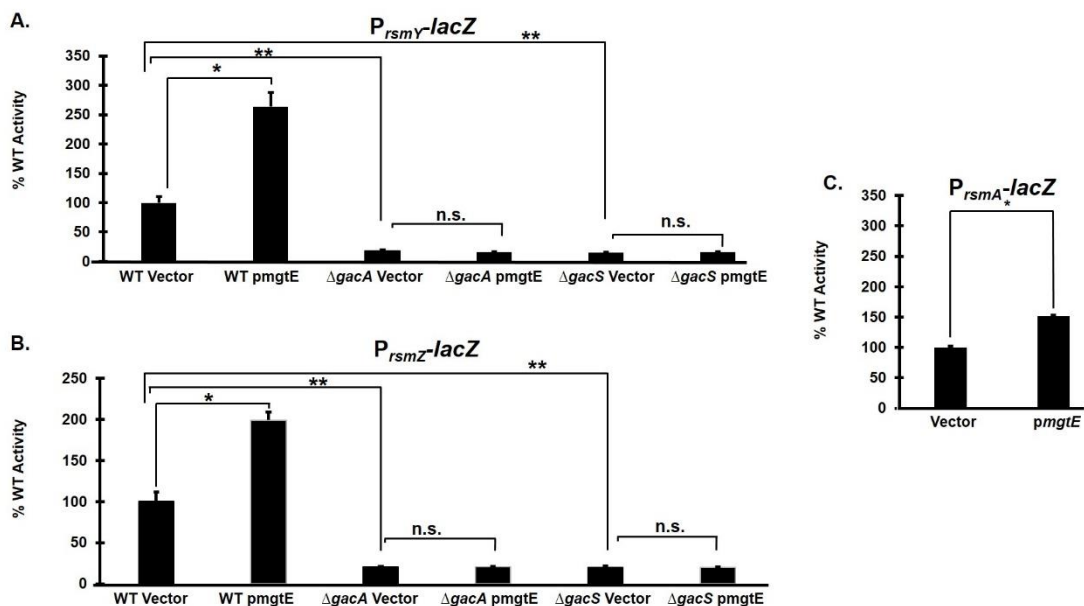 A.
PrsmY-lacZ
**
**
*
n.s.
n.s.
% WT Activity
350
300
250
200
150
100
50
0
WT Vector WT pmgtE ΔgacA Vector ΔgacA pmgtE ΔgacS Vector ΔgacS pmgtE
B.
PrsmZ-lacZ
**
**
*
n.s.
n.s.
% WT Activity
250
200
150
100
50
0
WT Vector WT pmgtE ΔgacA Vector ΔgacA pmgtE ΔgacS Vector ΔgacS pmgtE
C.
PrsmA-lacZ
*
% WT Activity
350
300
250
200
150
100
50
0
Vector pmgtE